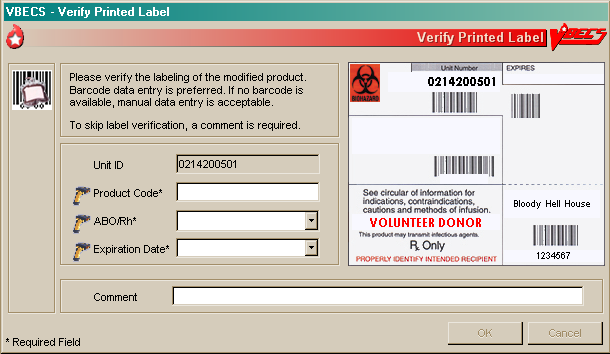 VBECS - Verify Printed Label
Verify Printed Label
VBECS
Please verify the labeling of the modified product.
Barcode data entry is preferred. If no barcode is
available, manual data entry is acceptable.
To skip label verification, a comment is required.
Unit ID
0214200501
Product Code*
ABO/Rh*
Expiration Date*
BIOHAZARD
Unit Number
0214200501
EXPIRES
See circular of information for
indications, contraindications,
cautions and methods of infusion.
VOLUNTEER DONOR
This product may transmit infectious agents.
℞ Only
PROPERLY IDENTIFY INTENDED RECIPIENT
Bloody Hell House
1234567
Comment
* Required Field
OK
Cancel